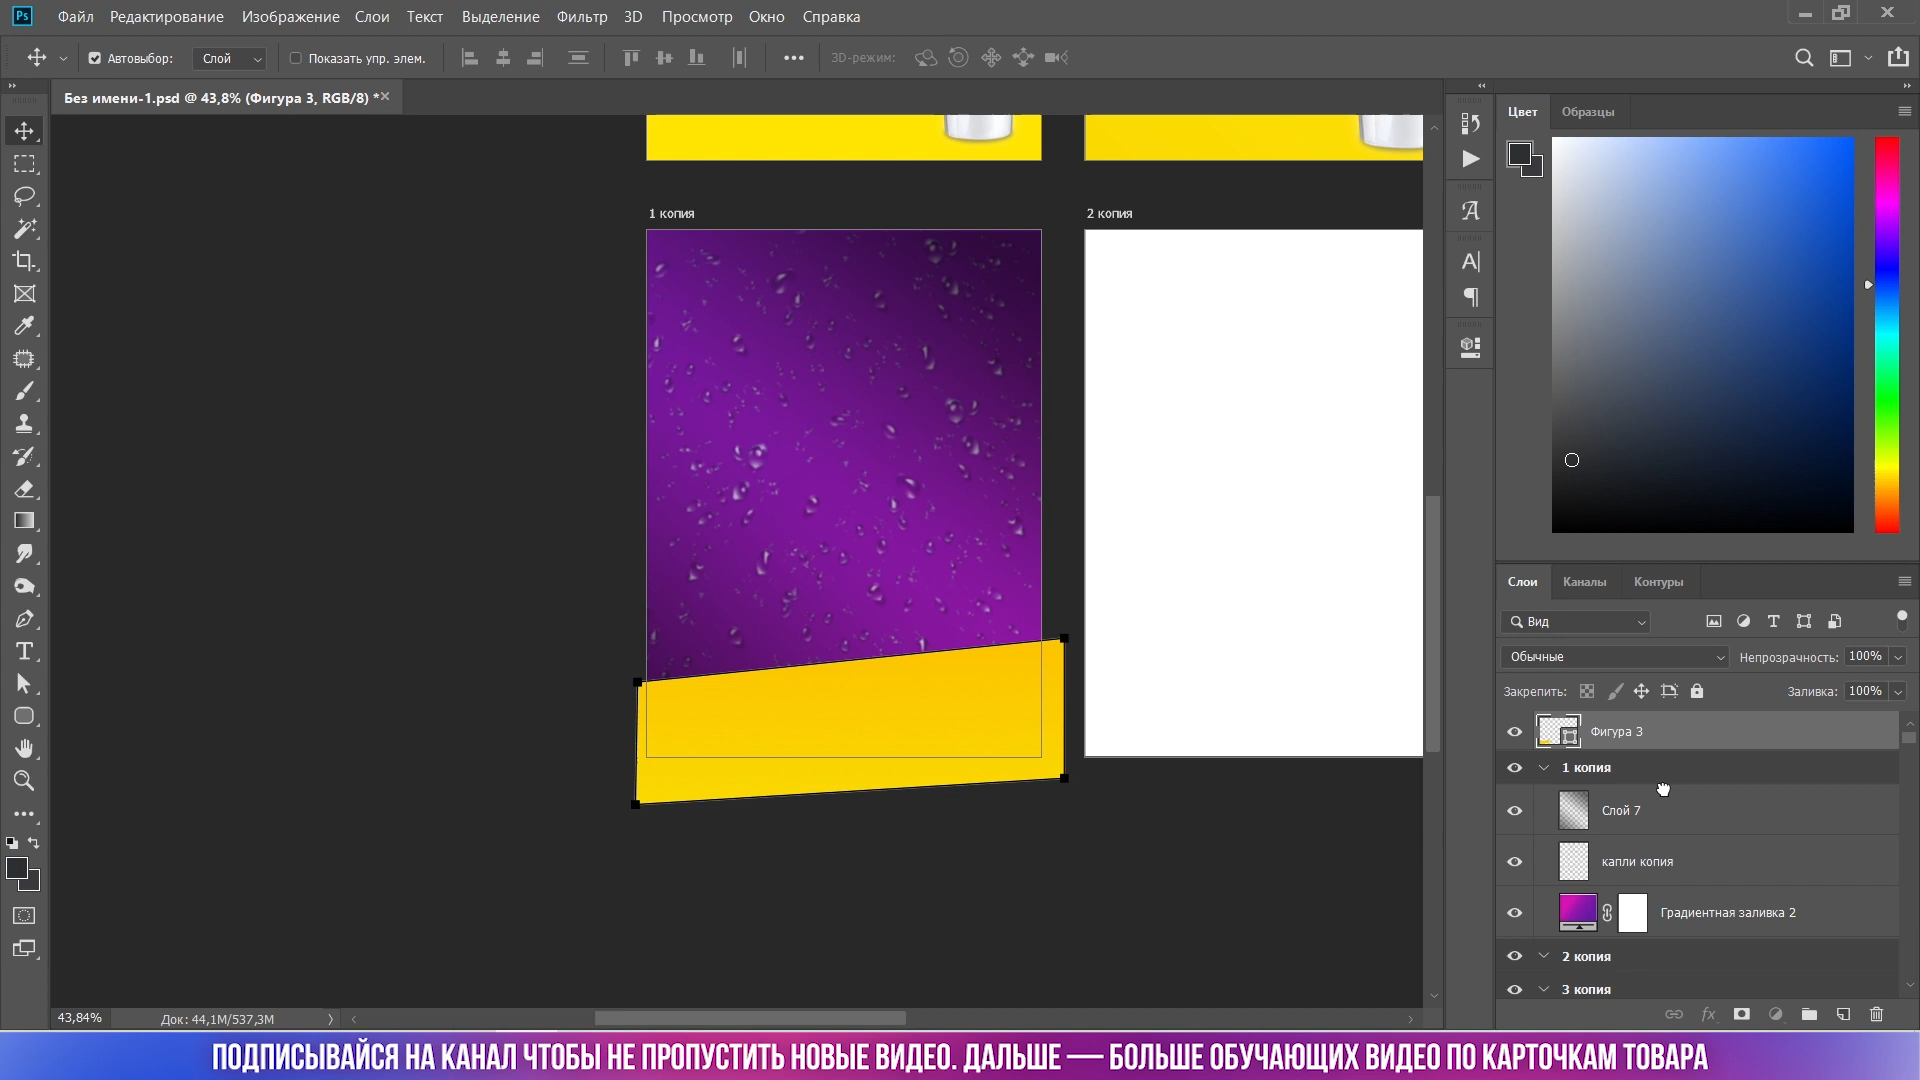 Ps Файл Редактирование Изображение Слои Текст Выделение Фильтр 3D Просмотр Окно Справка
Автовыбор: Слой Показать упр. элем. 3D-режим:
Без имени-1.psd @ 43,8% (Фигура 3, RGB/8) *
Цвет Образцы
1 копия 2 копия
Слои Каналы Контуры
Вид
Обычные Непрозрачность: 100%
Закрепить: Заливка: 100%
Фигура 3
1 копия
Слой 7
капли копия
Градиентная заливка 2
2 копия
3 копия
43,84% Док: 44,1M/537,3M
ПОДПИСЫВАЙСЯ НА КАНАЛ ЧТОБЫ НЕ ПРОПУСТИТЬ НОВЫЕ ВИДЕО. ДАЛЬШЕ — БОЛЬШЕ ОБУЧАЮЩИХ ВИДЕО ПО КАРТОЧКАМ ТОВАРА